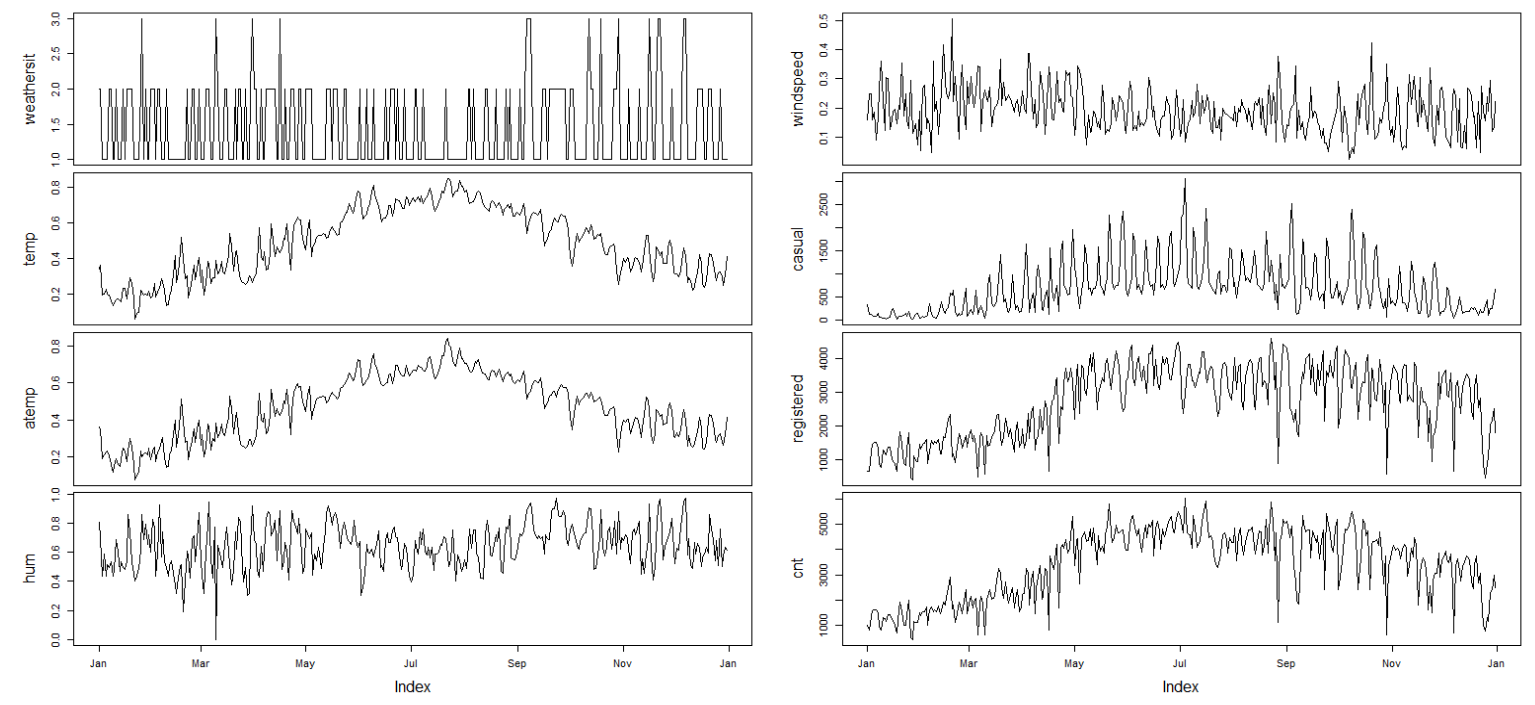 weathersit
1.0 1.5 2.0 2.5 3.0
temp
0.2 0.4 0.6 0.8
atemp
0.2 0.4 0.6 0.8
hum
0.0 0.2 0.4 0.6 0.8 1.0
Jan Mar May Jul Sep Nov Jan
Index
windspeed
0.1 0.2 0.3 0.4 0.5
casual
0 500 1500 2500
registered
1000 2000 3000 4000
cnt
1000 3000 5000
Jan Mar May Jul Sep Nov Jan
Index